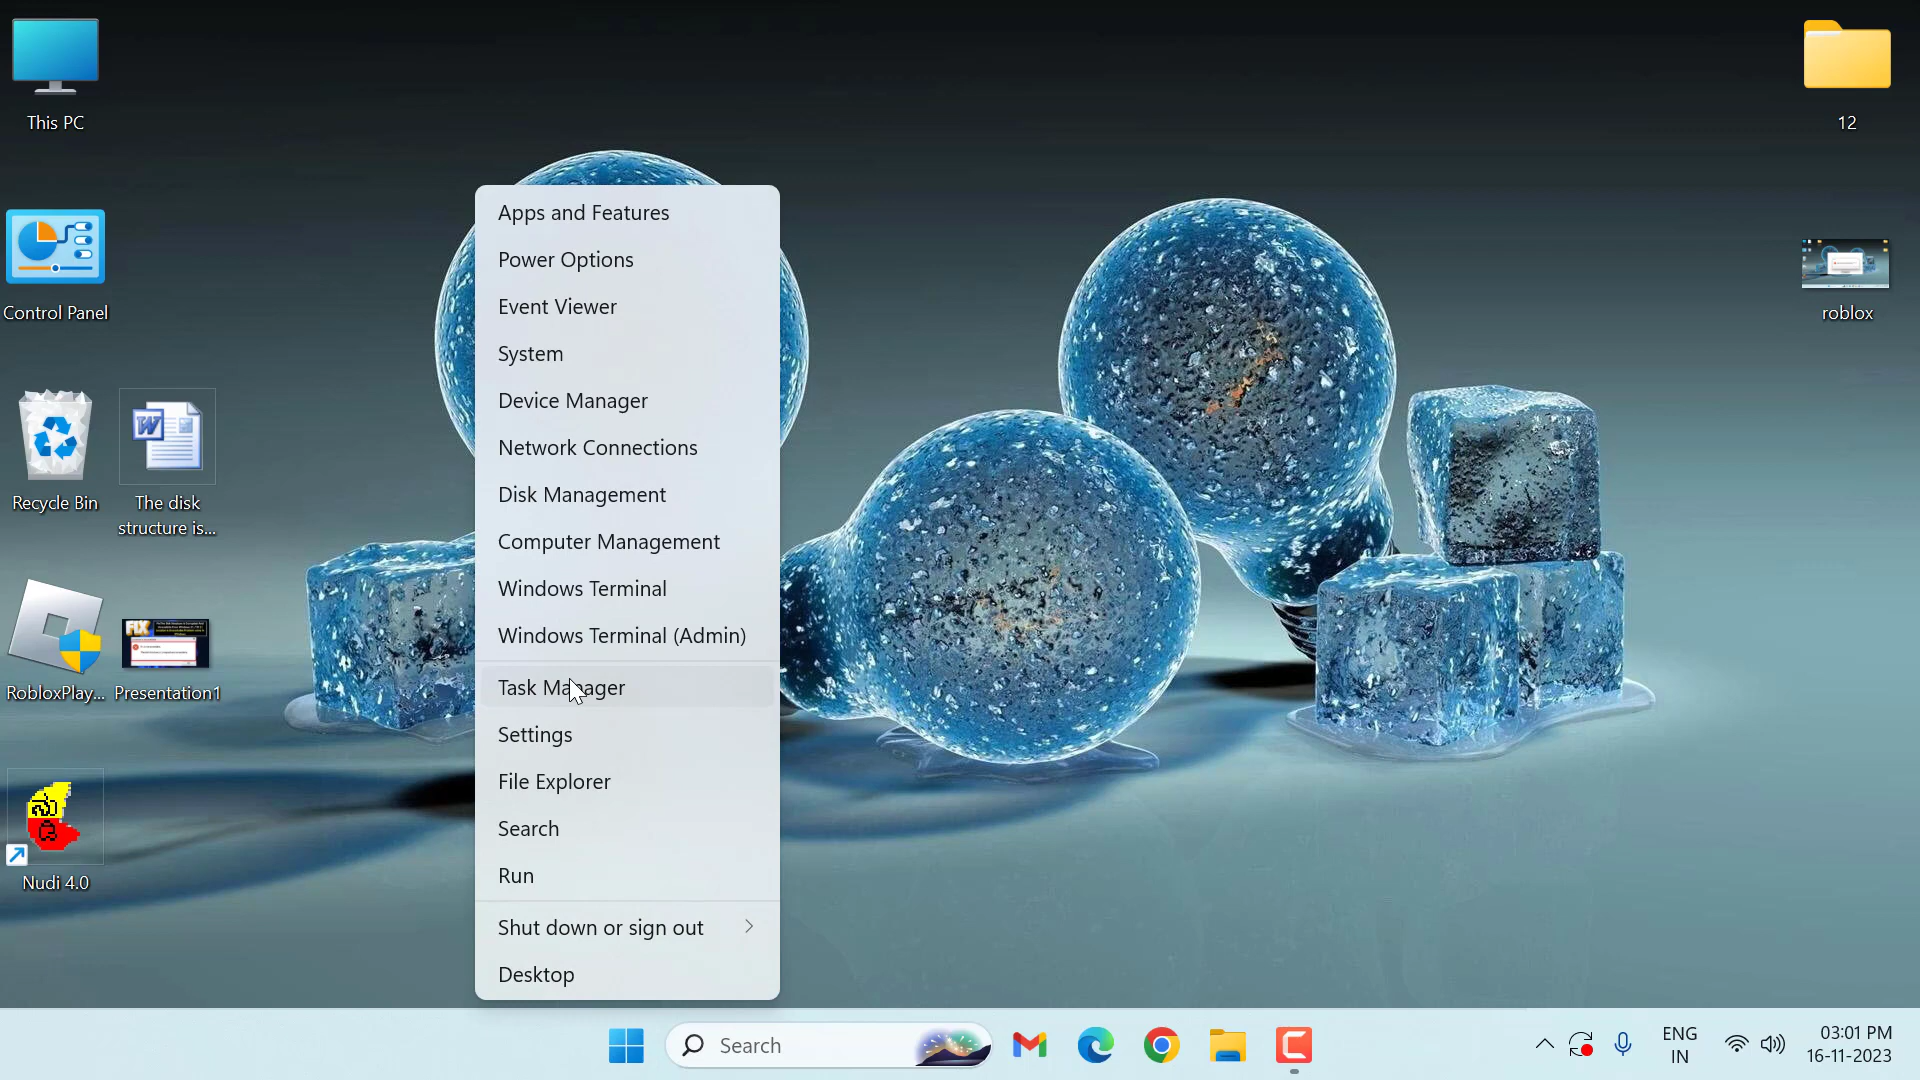 This PC
Control Panel
Recycle Bin
The disk
structure is...
RobloxPlay...
Presentation1
Nudi 4.0
12
roblox
Apps and Features
Power Options
Event Viewer
System
Device Manager
Network Connections
Disk Management
Computer Management
Windows Terminal
Windows Terminal (Admin)
Task Manager
Settings
File Explorer
Search
Run
Shut down or sign out
Desktop
Search
ENG
IN
03:01 PM
16-11-2023